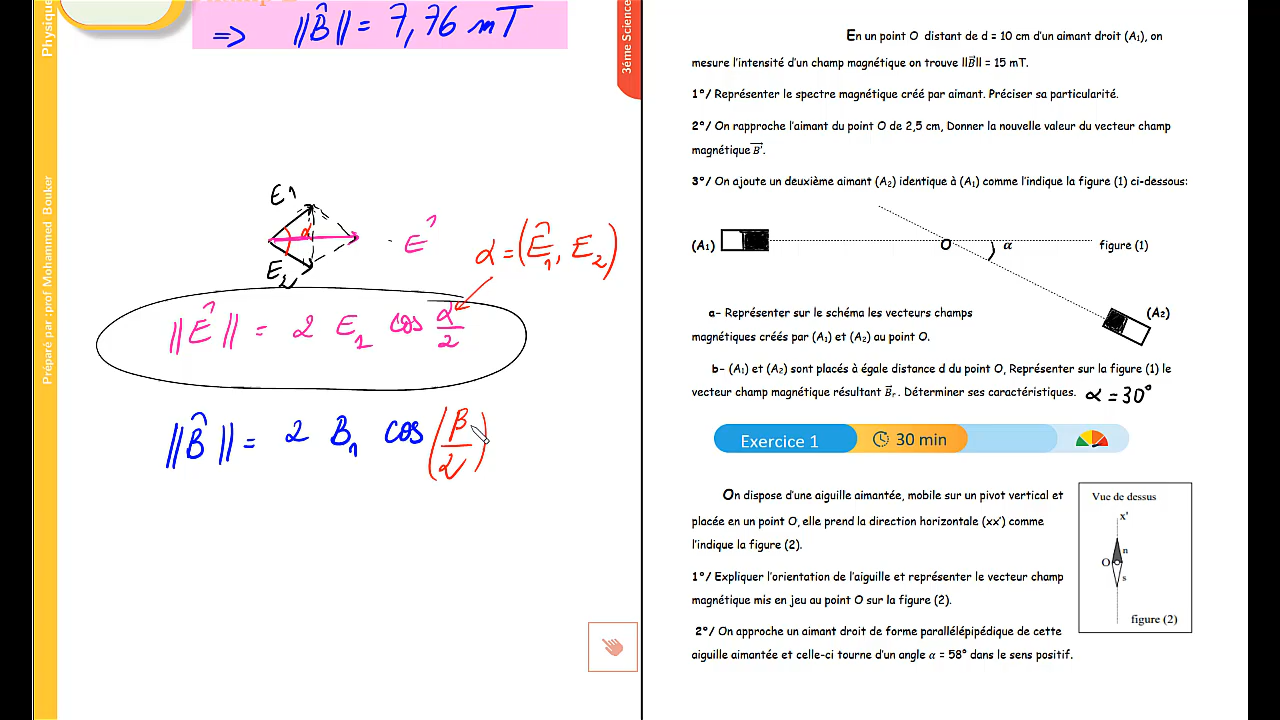 Physique
Préparé par :prof Mohammed Bouker
3éme Science
=> ||B|| = 7,76 mT
E1
α
E2
E
α = (E1, E2)
||E|| = 2 E1 cos α/2
||B|| = 2 B1 cos (β/2)
En un point O distant de d = 10 cm d'un aimant droit (A₁), on
mesure l'intensité d'un champ magnétique on trouve ||B⃗|| = 15 mT.
1°/ Représenter le spectre magnétique créé par aimant. Préciser sa particularité.
2°/ On rapproche l'aimant du point O de 2,5 cm, Donner la nouvelle valeur du vecteur champ
magnétique B'⃗.
3°/ On ajoute un deuxième aimant (A₂) identique à (A₁) comme l'indique la figure (1) ci-dessous:
(A₁)
O
α
figure (1)
(A₂)
a- Représenter sur le schéma les vecteurs champs
magnétiques créés par (A₁) et (A₂) au point O.
b- (A₁) et (A₂) sont placés à égale distance d du point O, Représenter sur la figure (1) le
vecteur champ magnétique résultant B⃗ᵣ. Déterminer ses caractéristiques. α = 30°
Exercice 1
30 min
On dispose d'une aiguille aimantée, mobile sur un pivot vertical et
placée en un point O, elle prend la direction horizontale (xx') comme
l'indique la figure (2).
1°/ Expliquer l'orientation de l'aiguille et représenter le vecteur champ
magnétique mis en jeu au point O sur la figure (2).
2°/ On approche un aimant droit de forme parallélépipédique de cette
aiguille aimantée et celle-ci tourne d'un angle α = 58° dans le sens positif.
Vue de dessus
x'
n
O
s
figure (2)